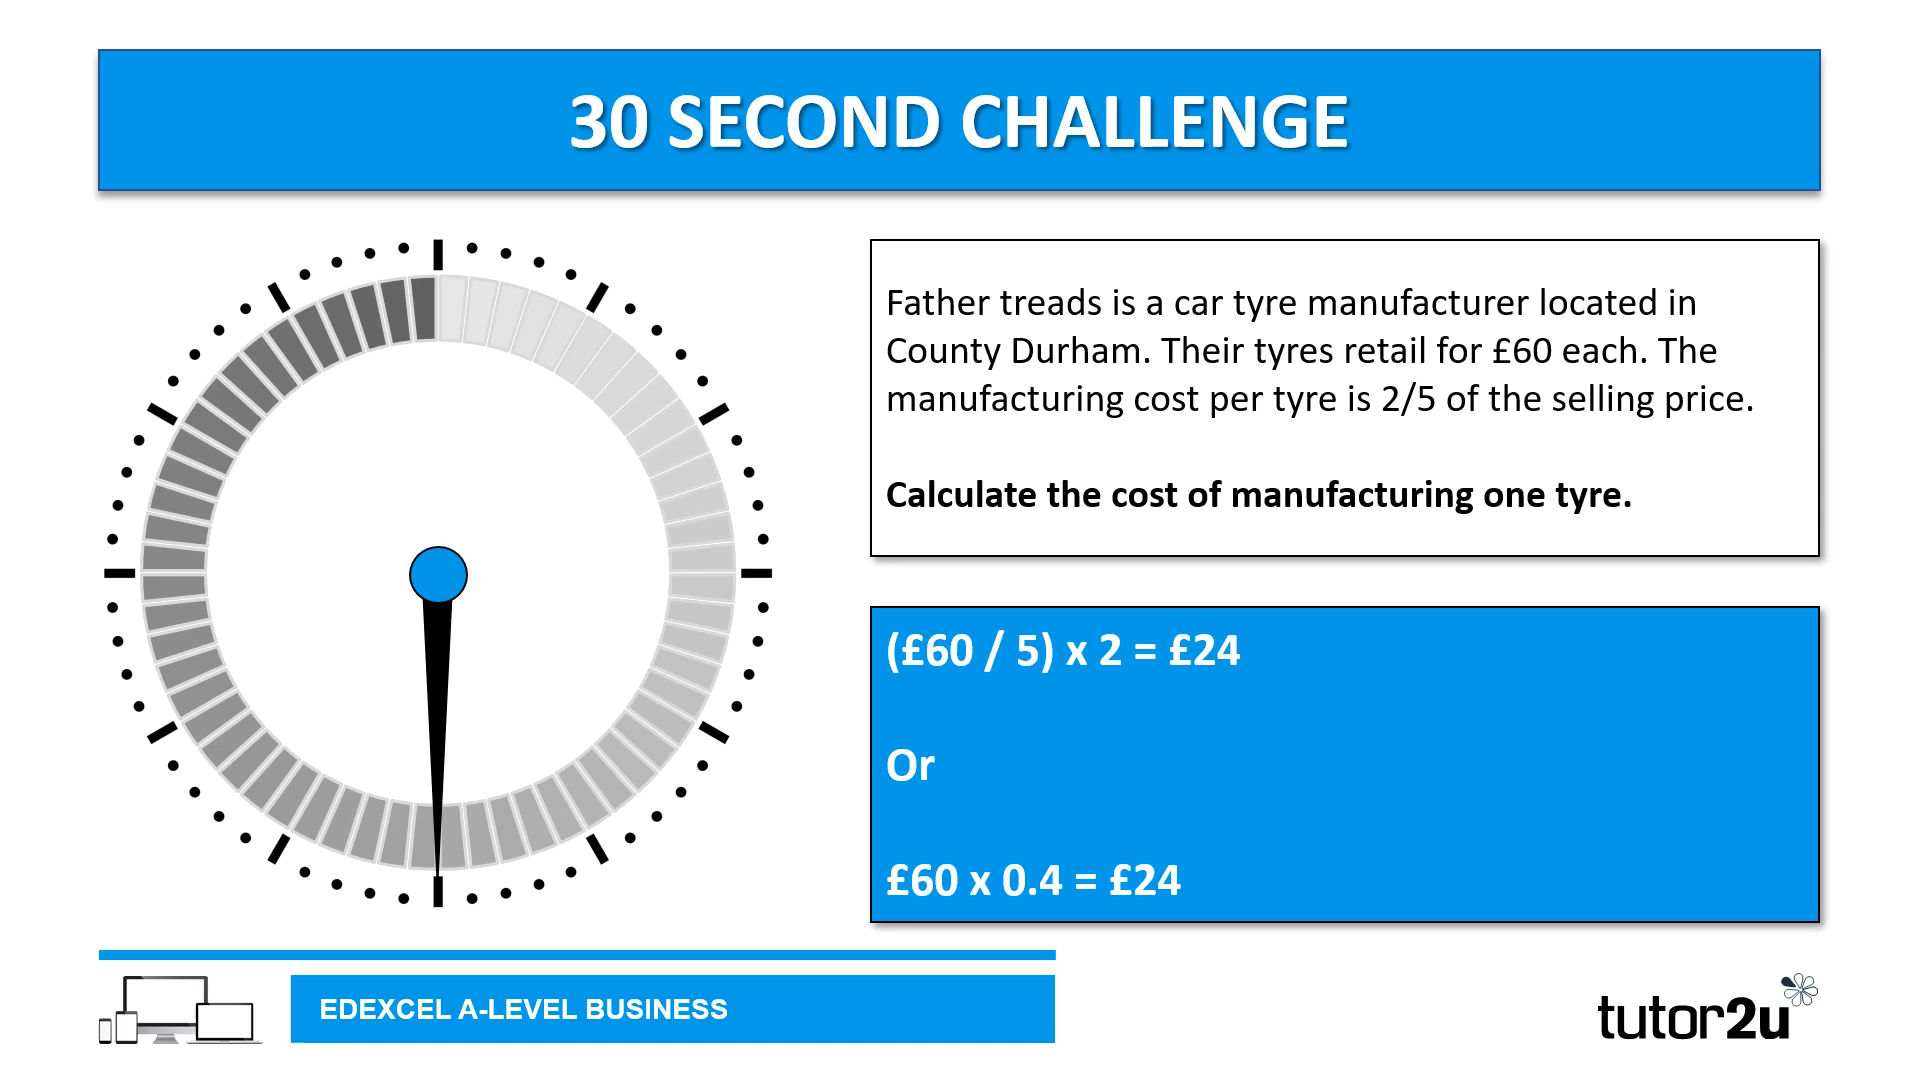 30 SECOND CHALLENGE
Father treads is a car tyre manufacturer located in
County Durham. Their tyres retail for £60 each. The
manufacturing cost per tyre is 2/5 of the selling price.
Calculate the cost of manufacturing one tyre.
(£60 / 5) x 2 = £24
Or
£60 x 0.4 = £24
EDEXCEL A-LEVEL BUSINESS
tutor2u